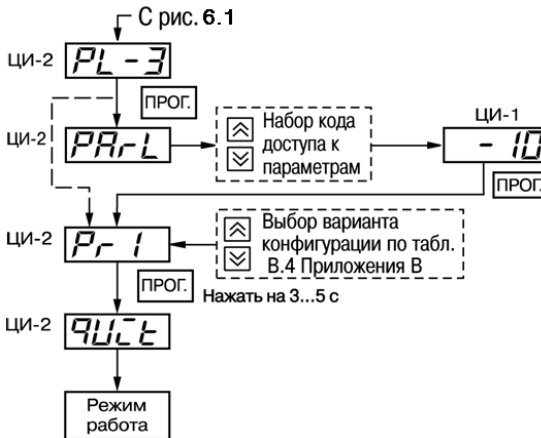 С рис. 6.1
ЦИ-2
PL-3
ПРОГ.
ЦИ-2
PArL
Набор кода
доступа к
параметрам
ЦИ-1
- 10
ПРОГ.
ЦИ-2
Pr 1
Выбор варианта
конфигурации по табл.
В.4 Приложения В
ПРОГ.
Нажать на 3...5 с
ЦИ-2
quit
Режим
работа